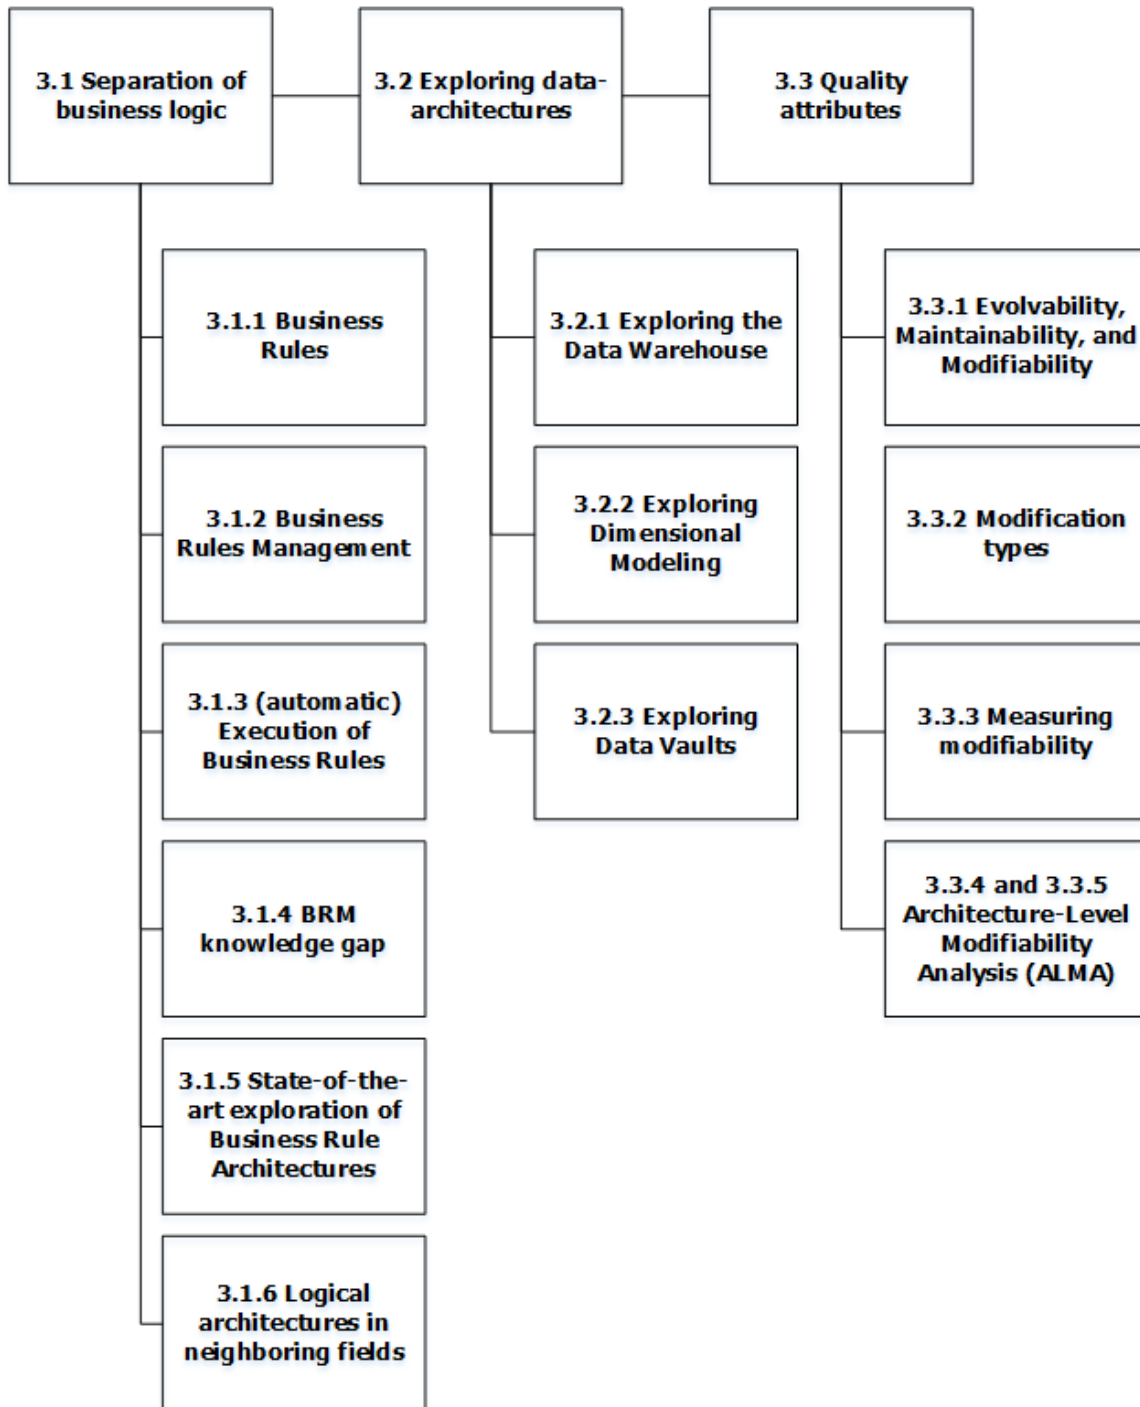 3.1 Separation of
business logic
3.2 Exploring data-
architectures
3.3 Quality
attributes
3.1.1 Business
Rules
3.1.2 Business
Rules Management
3.1.3 (automatic)
Execution of
Business Rules
3.1.4 BRM
knowledge gap
3.1.5 State-of-the-
art exploration of
Business Rule
Architectures
3.1.6 Logical
architectures in
neighboring fields
3.2.1 Exploring the
Data Warehouse
3.2.2 Exploring
Dimensional
Modeling
3.2.3 Exploring
Data Vaults
3.3.1 Evolvability,
Maintainability, and
Modifiability
3.3.2 Modification
types
3.3.3 Measuring
modifiability
3.3.4 and 3.3.5
Architecture-Level
Modifiability
Analysis (ALMA)